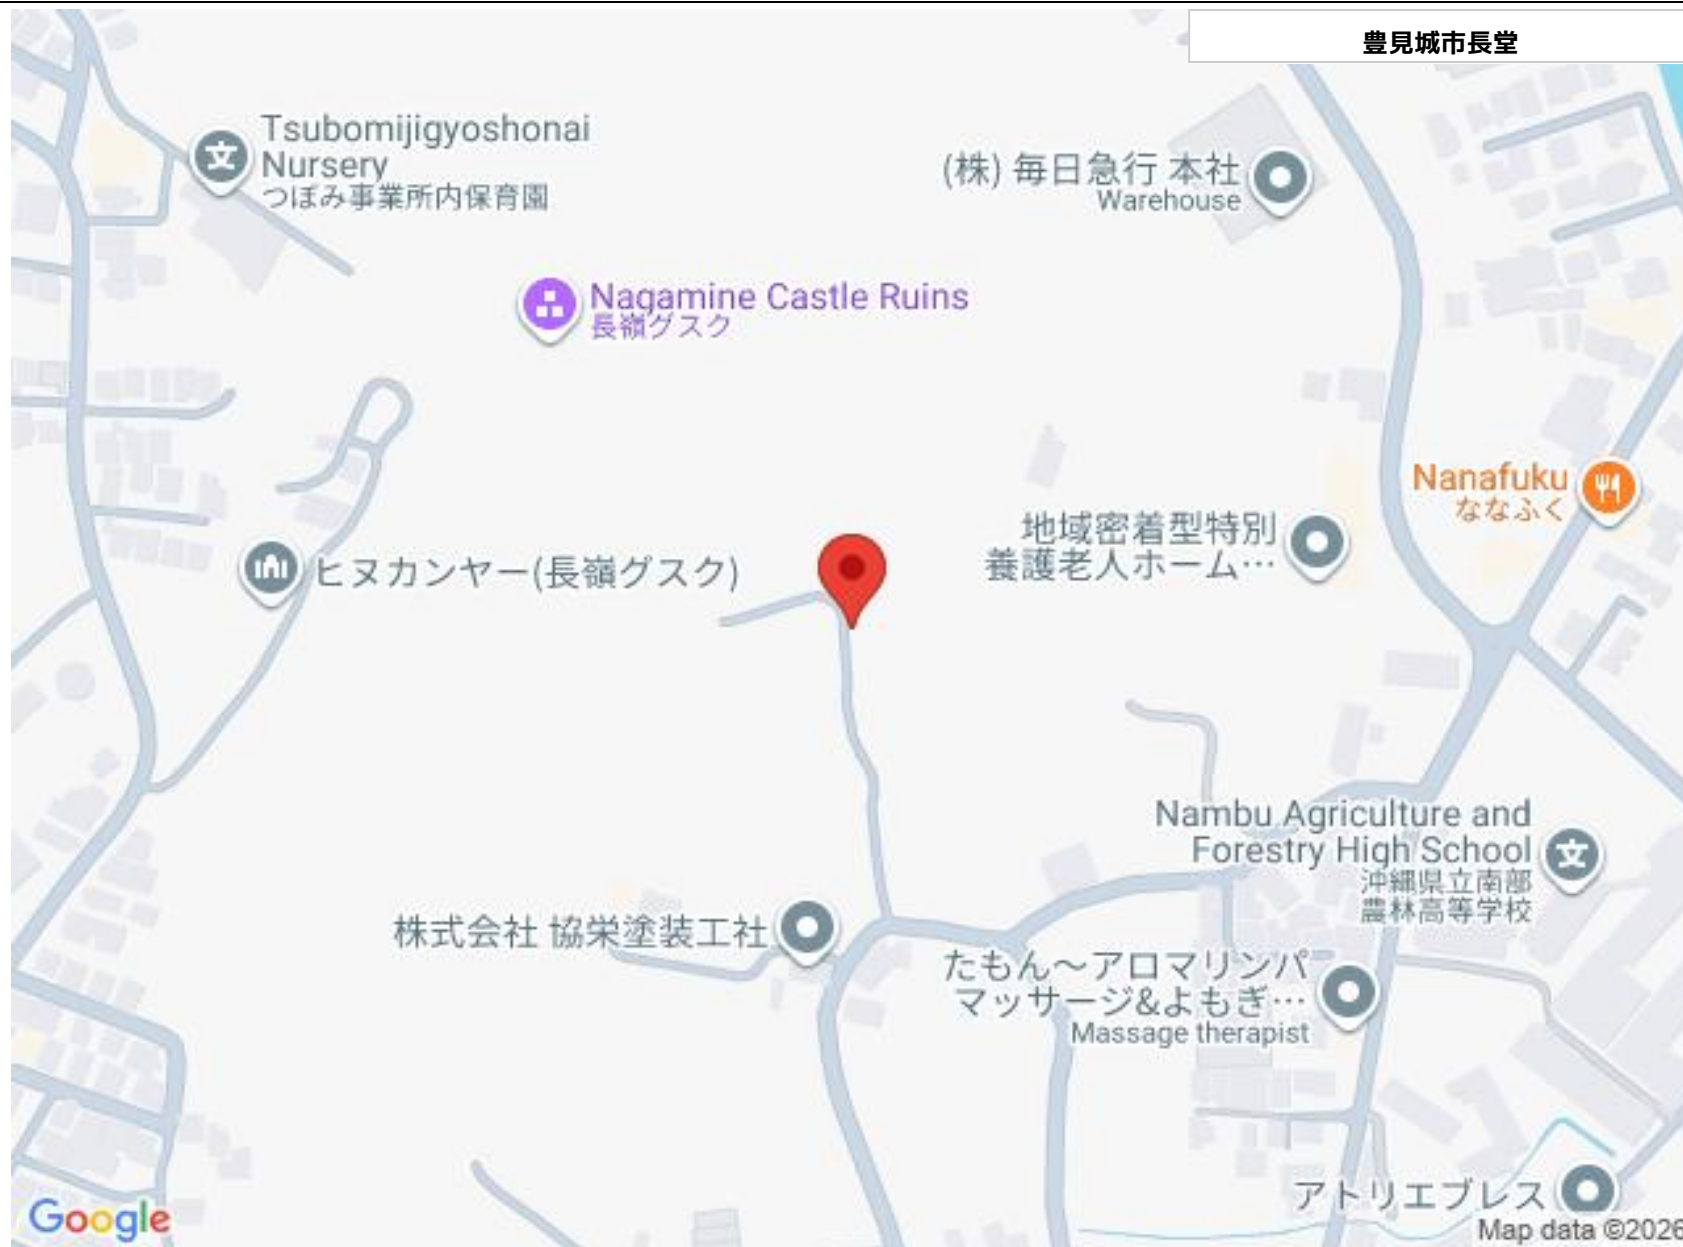 豊見城市長堂
Tsubomijigyoshonai
Nursery
つぼみ事業所内保育園
(株) 毎日急行 本社
Warehouse
Nagamine Castle Ruins
長嶺グスク
Nanafuku
ななふく
地域密着型特別
養護老人ホーム…
ヒヌカンヤー(長嶺グスク)
Nambu Agriculture and
Forestry High School
沖縄県立南部
農林高等学校
株式会社 協栄塗装工社
たもん～アロマリンパ
マッサージ&よもぎ…
Massage therapist
アトリエブレス
Google
Map data ©2026